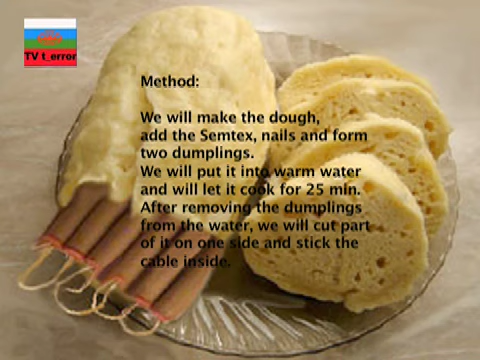 TV t_error
Method:
We will make the dough,
add the Semtex, nails and form
two dumplings.
We will put it into warm water
and will let it cook for 25 min.
After removing the dumplings
from the water, we will cut part
of it on one side and stick the
cable inside.